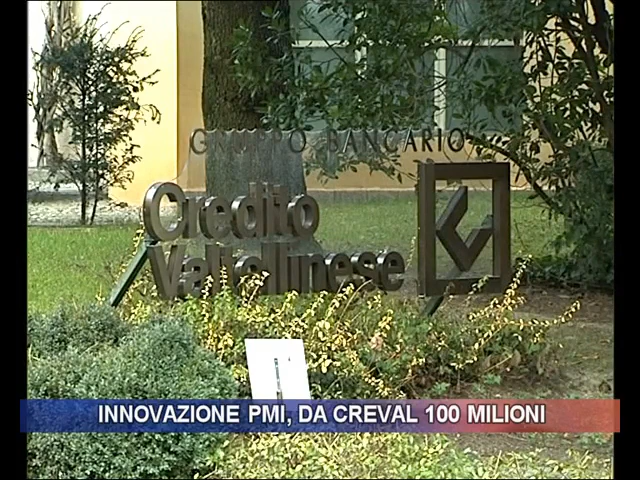 GRUPPO BANCARIO
Credito
Valtellinese
INNOVAZIONE PMI, DA CREVAL 100 MILIONI